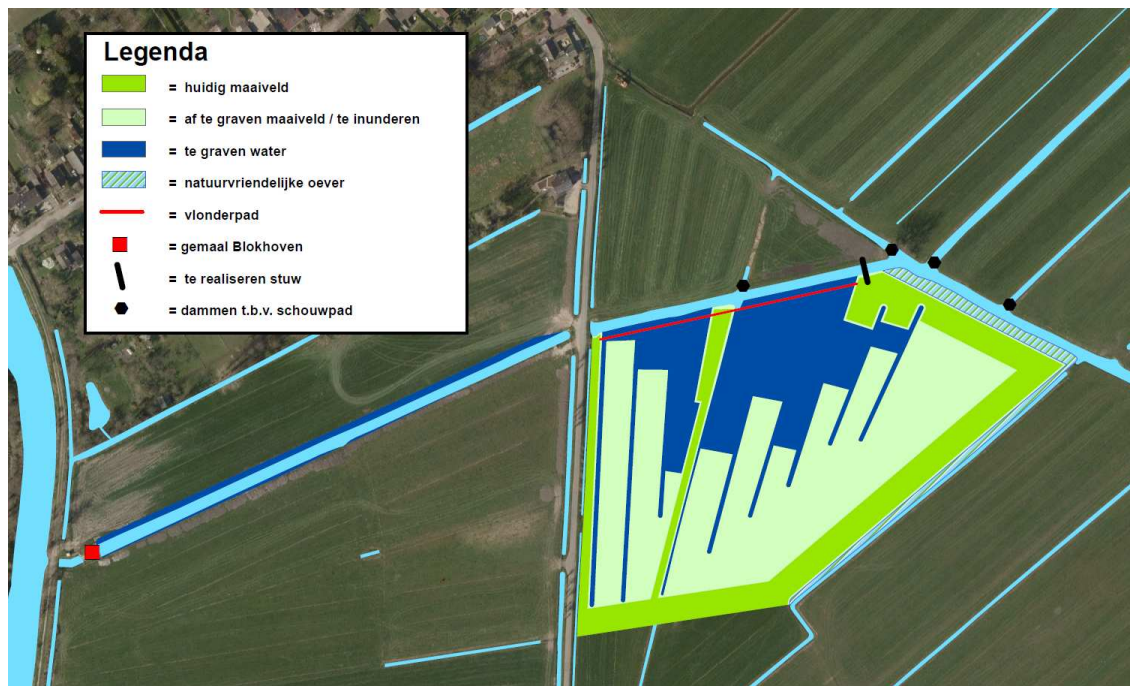 Legenda
= huidig maaiveld
= af te graven maaiveld / te inunderen
= te graven water
= natuurvriendelijke oever
= vlonderpad
= gemaal Blokhoven
= te realiseren stuw
= dammen t.b.v. schouwpad